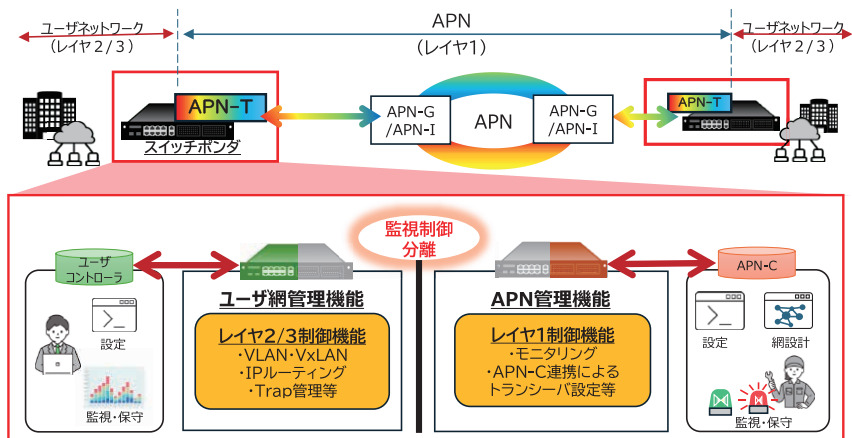 ユーザネットワーク
(レイヤ2/3)
APN
(レイヤ1)
ユーザネットワーク
(レイヤ2/3)
APN-T
スイッチポンダ
APN-G
/APN-I
APN
APN-G
/APN-I
APN-T
監視制御
分離
ユーザ
コントローラ
設定
監視・保守
ユーザ網管理機能
レイヤ2/3制御機能
・VLAN・VxLAN
・IPルーティング
・Trap管理等
APN管理機能
レイヤ1制御機能
・モニタリング
・APN-C連携による
トランシーバ設定等
APN-C
設定
網設計
監視・保守